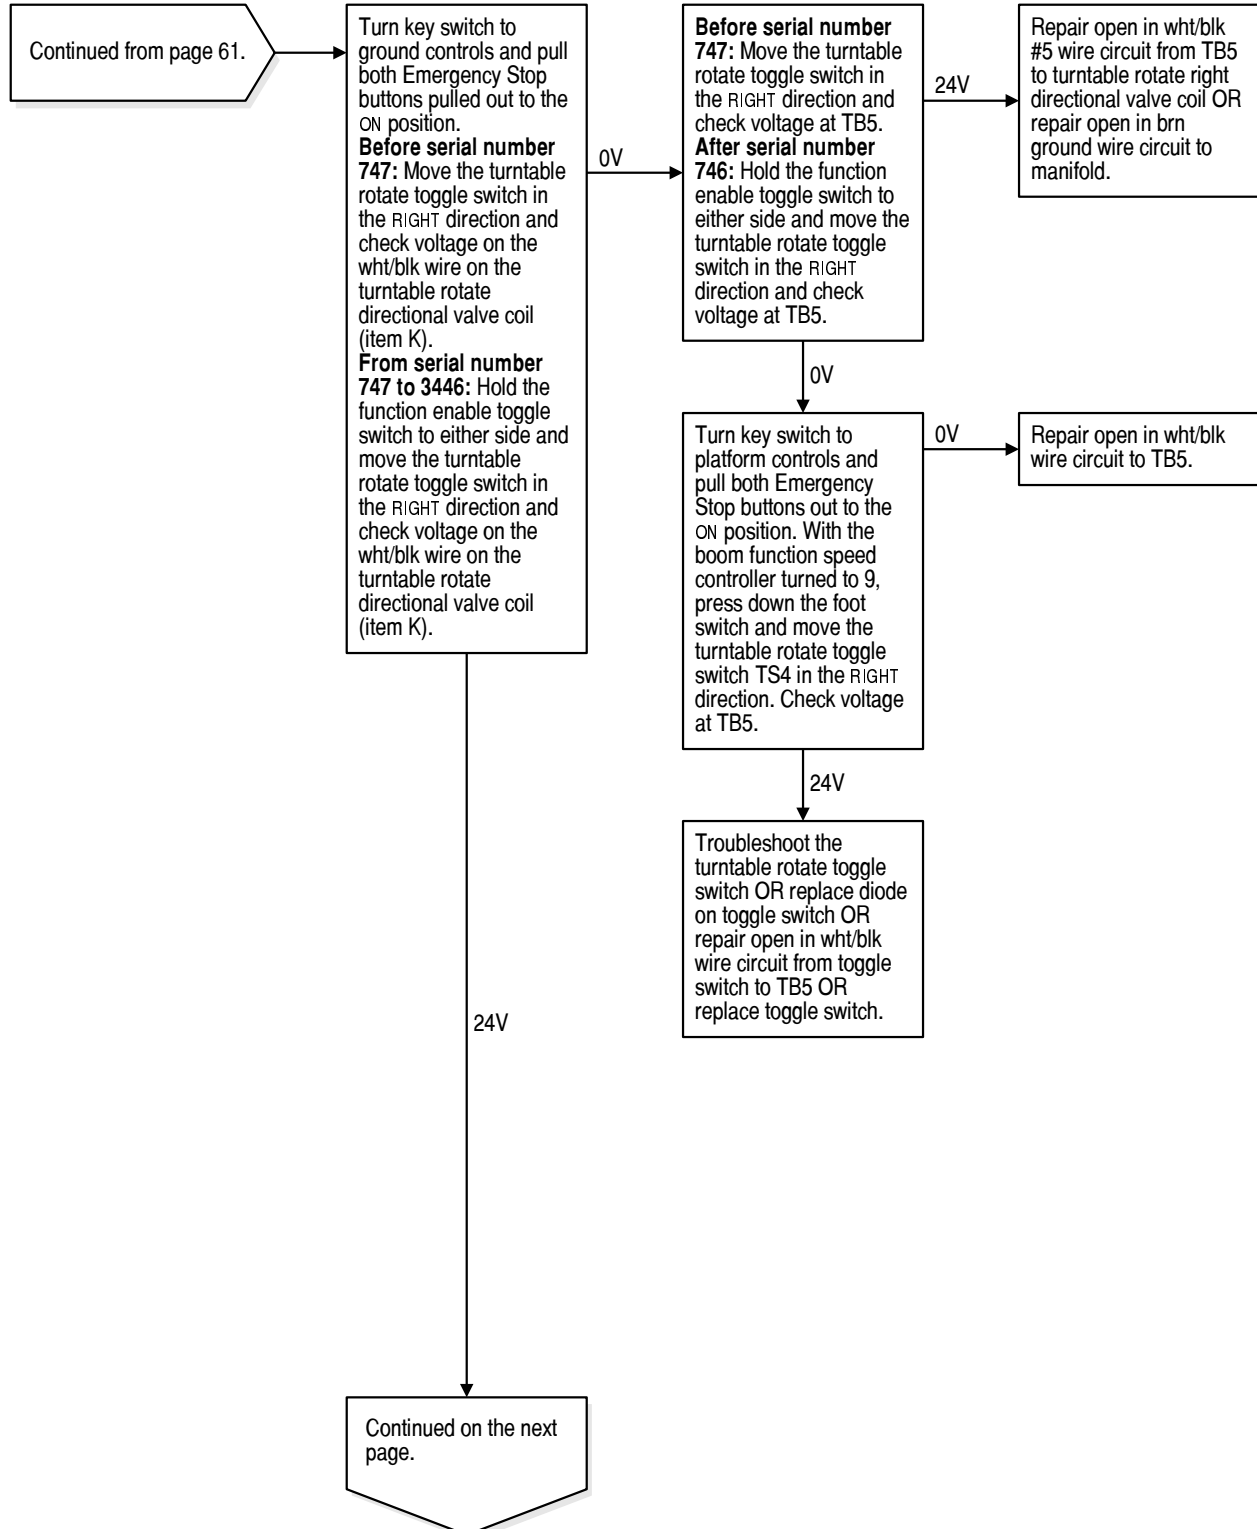 Continued from page 61.
Turn key switch to
ground controls and pull
both Emergency Stop
buttons pulled out to the
ON position.
Before serial number
747: Move the turntable
rotate toggle switch in
the RIGHT direction and
check voltage on the
wht/blk wire on the
turntable rotate
directional valve coil
(item K).
From serial number
747 to 3446: Hold the
function enable toggle
switch to either side and
move the turntable
rotate toggle switch in
the RIGHT direction and
check voltage on the
wht/blk wire on the
turntable rotate
directional valve coil
(item K).
0V
Before serial number
747: Move the turntable
rotate toggle switch in
the RIGHT direction and
check voltage at TB5.
After serial number
746: Hold the function
enable toggle switch to
either side and move the
turntable rotate toggle
switch in the RIGHT
direction and check
voltage at TB5.
24V
Repair open in wht/blk
#5 wire circuit from TB5
to turntable rotate right
directional valve coil OR
repair open in brn
ground wire circuit to
manifold.
0V
Turn key switch to
platform controls and
pull both Emergency
Stop buttons out to the
ON position. With the
boom function speed
controller turned to 9,
press down the foot
switch and move the
turntable rotate toggle
switch TS4 in the RIGHT
direction. Check voltage
at TB5.
0V
Repair open in wht/blk
wire circuit to TB5.
24V
Troubleshoot the
turntable rotate toggle
switch OR replace diode
on toggle switch OR
repair open in wht/blk
wire circuit from toggle
switch to TB5 OR
replace toggle switch.
24V
Continued on the next
page.